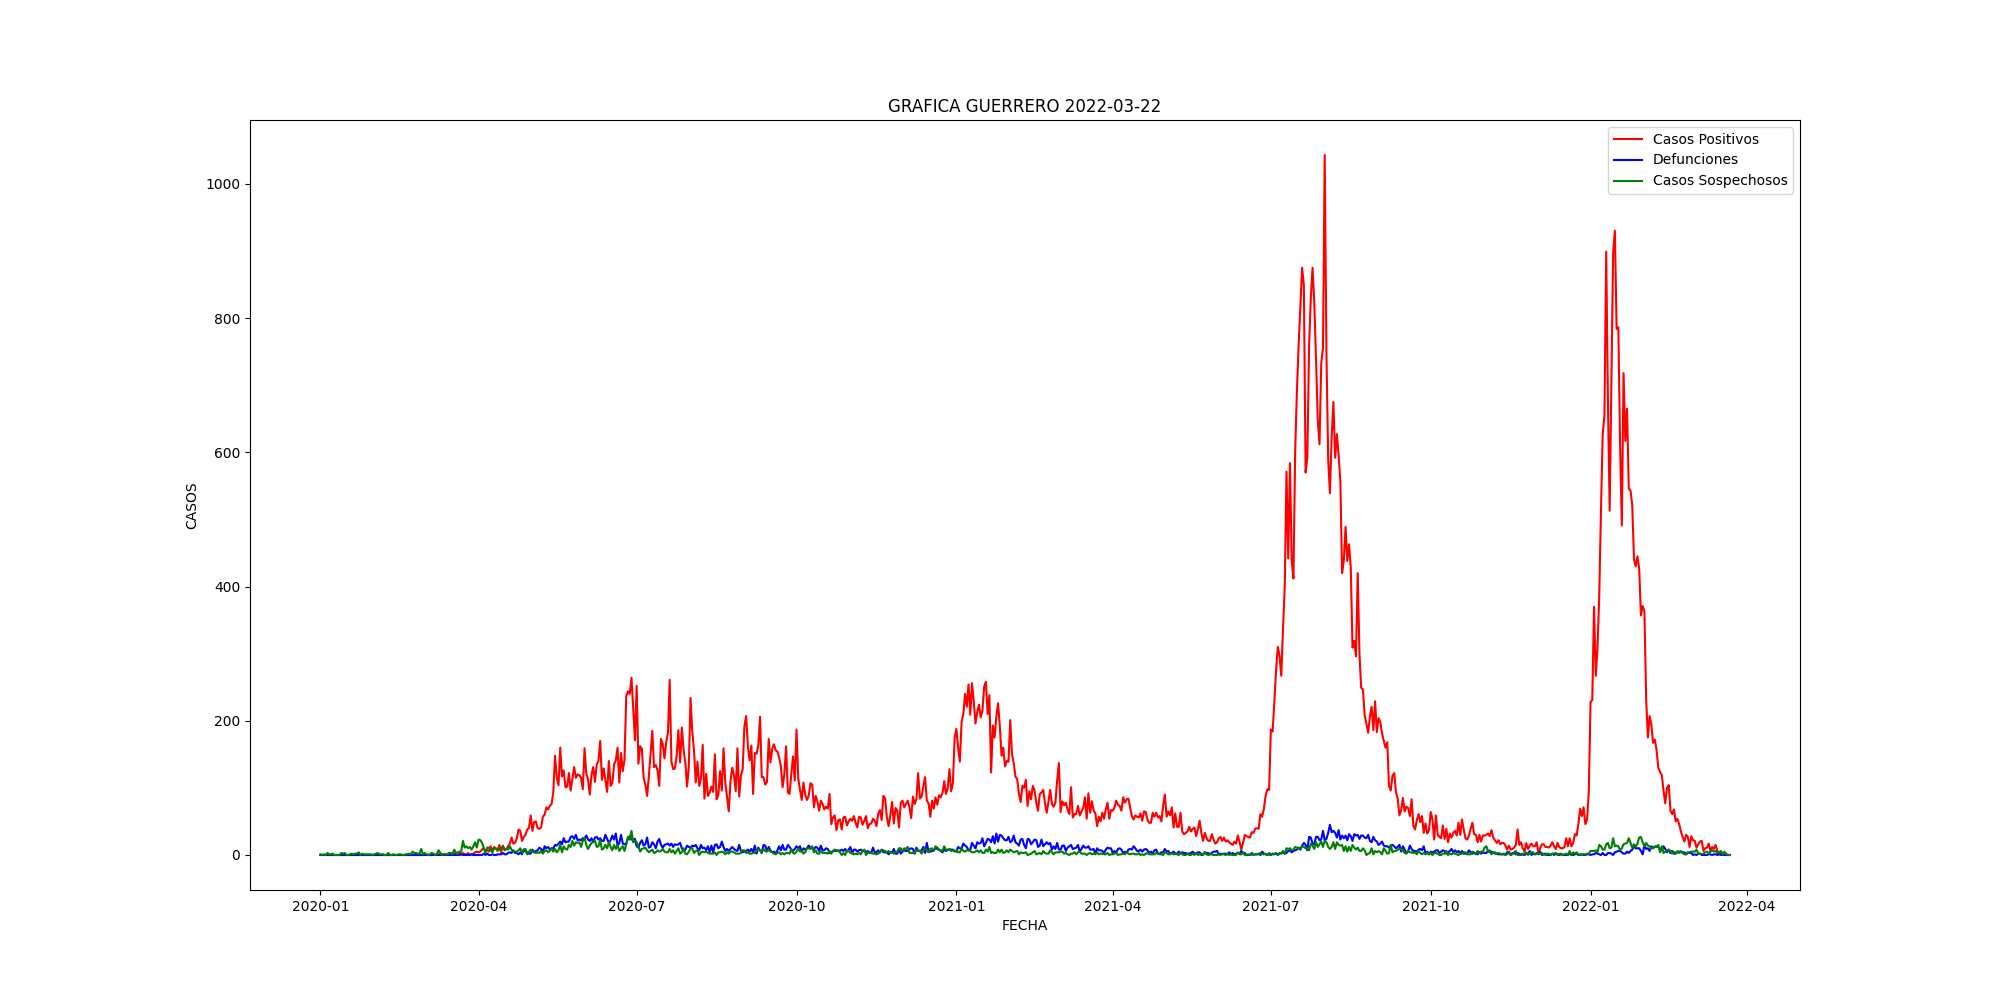 GRAFICA GUERRERO 2022-03-22
Casos Positivos
Defunciones
Casos Sospechosos
1000
800
600
400
200
0
CASOS
2020-01 2020-04 2020-07 2020-10 2021-01 2021-04 2021-07 2021-10 2022-01 2022-04
FECHA